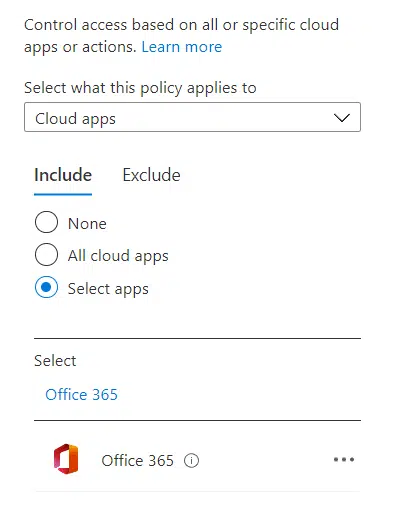 Control access based on all or specific cloud
apps or actions. Learn more
Select what this policy applies to
Cloud apps
Include Exclude
None
All cloud apps
Select apps
Select
Office 365
Office 365